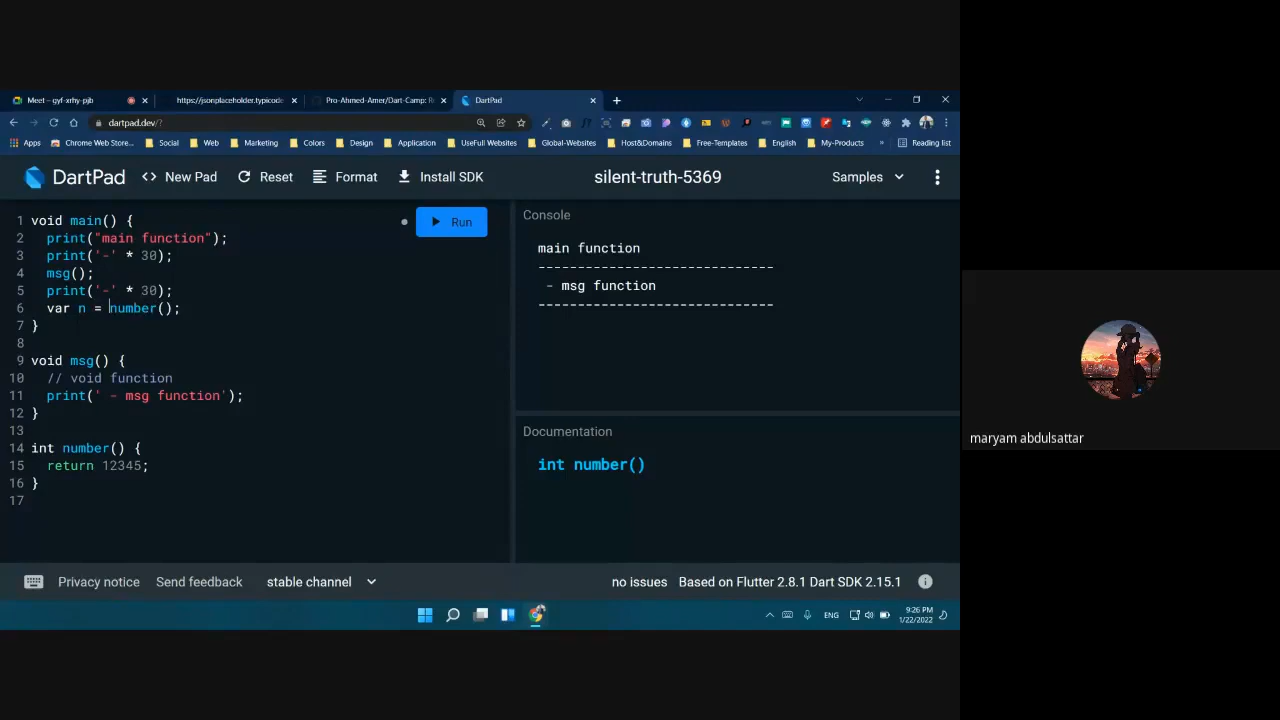 Meet – gyf-xrhy-pjb
https://jsonplaceholder.typicode
Pro-Ahmed-Amer/Dart-Camp: R
DartPad
dartpad.dev/?
Apps
Chrome Web Store...
Social
Web
Marketing
Colors
Design
Application
UseFull Websites
Global-Websites
Host&Domains
Free-Templates
English
My-Products
»
Reading list
DartPad
<> New Pad
Reset
Format
Install SDK
silent-truth-5369
Samples
1 void main() {
2   print("main function");
3   print('-' * 30);
4   msg();
5   print('-' * 30);
6   var n = number();
7 }
8
9 void msg() {
10   // void function
11   print(' - msg function');
12 }
13
14 int number() {
15   return 12345;
16 }
17
Run
Console
main function
------------------------------
 - msg function
------------------------------
Documentation
int number()
Privacy notice
Send feedback
stable channel
no issues
Based on Flutter 2.8.1 Dart SDK 2.15.1
ENG
9:26 PM
1/22/2022
maryam abdulsattar